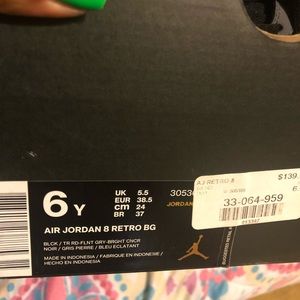 6 Y
UK 5.5
EUR 38.5
cm 24
BR 37
JORDAN
AIR JORDAN 8 RETRO BG
BLCK / TR RD-FLNT GRY-BRGHT CNCR
NOIR / GRIS PIERRE / BLEU ECLATANT
MADE IN INDONESIA / FABRIQUE EN INDONESIE /
HECHO EN INDONESIA
AJ RETRO 8
$139.
33-064-959